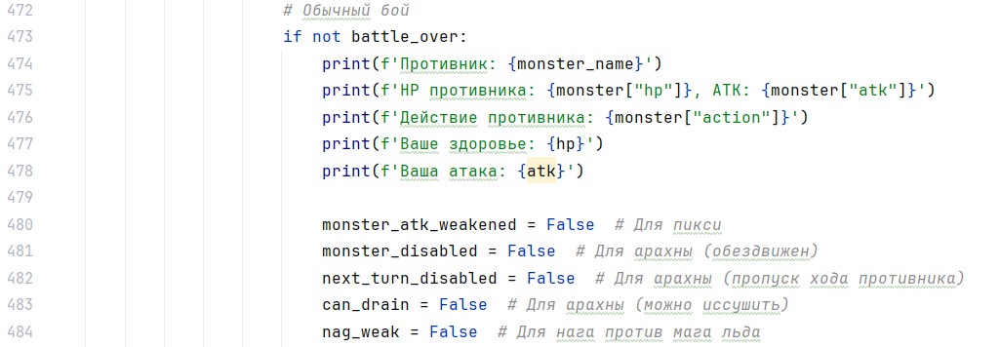 472 # Обычный бой
473 if not battle_over:
474 print(f'Противник: {monster_name}')
475 print(f'HP противника: {monster["hp"]}, АТК: {monster["atk"]}')
476 print(f'Действие противника: {monster["action"]}')
477 print(f'Ваше здоровье: {hp}')
478 print(f'Ваша атака: {atk}')
479
480 monster_atk_weakened = False # Для пикси
481 monster_disabled = False # Для арахны (обездвижен)
482 next_turn_disabled = False # Для арахны (пропуск хода противника)
483 can_drain = False # Для арахны (можно иссушить)
484 nag_weak = False # Для нага против мага льда